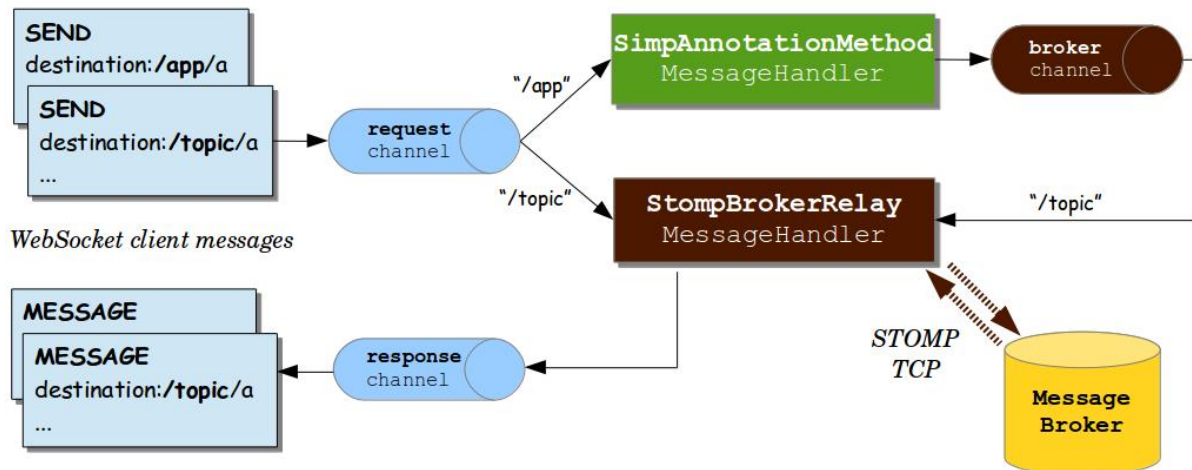 SEND
destination:/app/a
SEND
destination:/topic/a
...
WebSocket client messages
request
channel
“/app”
“/topic”
SimpAnnotationMethod
MessageHandler
broker
channel
StompBrokerRelay
MessageHandler
“/topic”
MESSAGE
MESSAGE
destination:/topic/a
...
response
channel
STOMP
TCP
Message
Broker